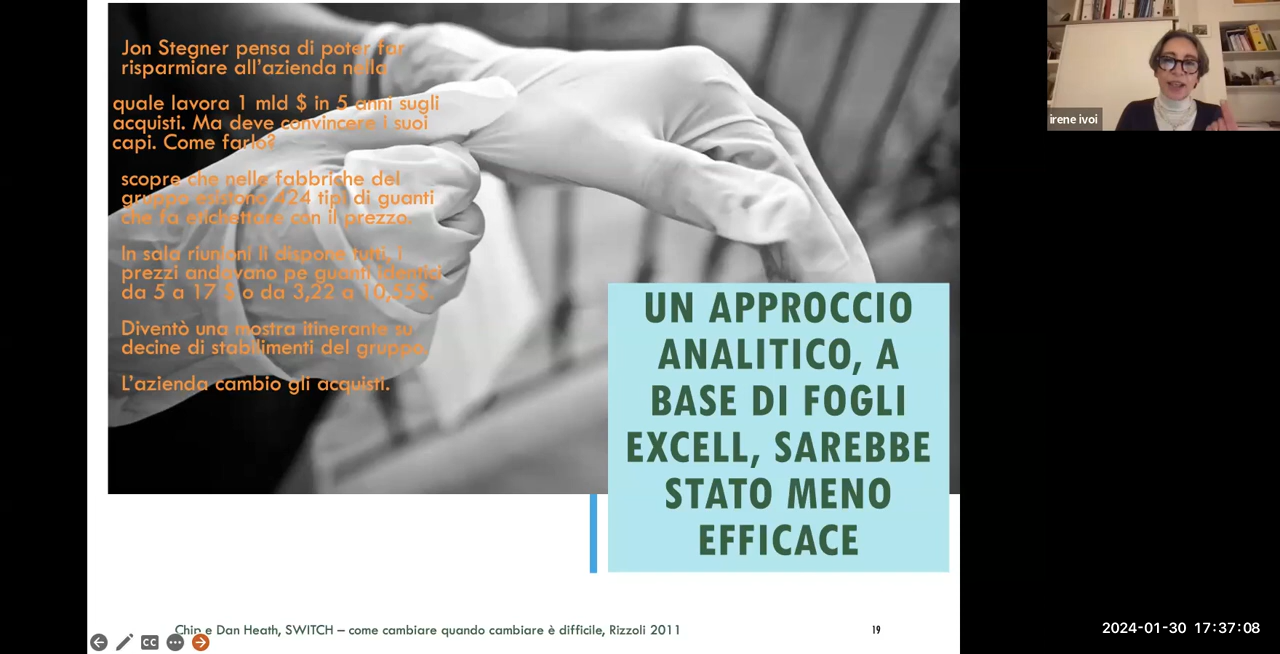 Jon Stegner pensa di poter far
risparmiare all'azienda nella
quale lavora 1 mld $ in 5 anni sugli
acquisti. Ma deve convincere i suoi
capi. Come farlo?
scopre che nelle fabbriche del
gruppo esistono 424 tipi di guanti
che fa etichettare con il prezzo.
In sala riunioni li dispone tutti, i
prezzi andavano pe guanti identici
da 5 a 17 $ o da 3,22 a 10,55$.
Diventò una mostra itinerante su
decine di stabilimenti del gruppo.
L'azienda cambio gli acquisti.
UN APPROCCIO
ANALITICO, A
BASE DI FOGLI
EXCELL, SAREBBE
STATO MENO
EFFICACE
Chip e Dan Heath, SWITCH – come cambiare quando cambiare è difficile, Rizzoli 2011
19
CC
irene ivoi
2024-01-30 17:37:08